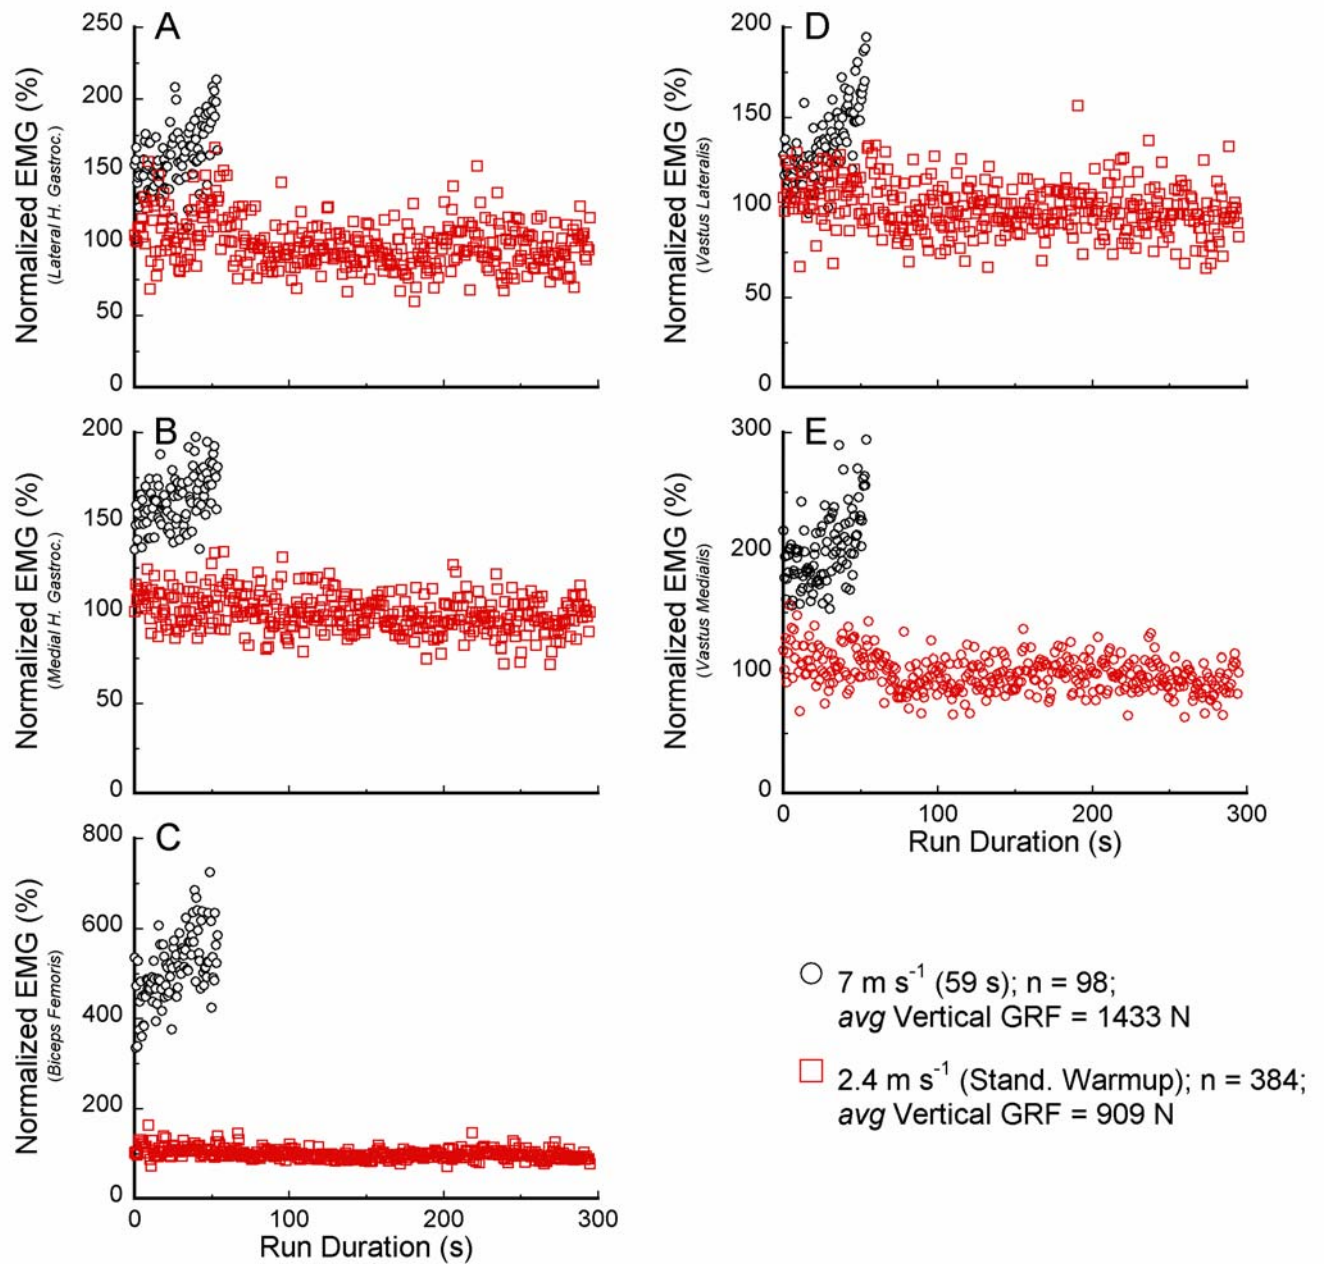 A
250
200
150
100
50
0
Normalized EMG (%)
(Lateral H. Gastroc.)
B
200
150
100
50
0
Normalized EMG (%)
(Medial H. Gastroc.)
C
800
600
400
200
0
Normalized EMG (%)
(Biceps Femoris)
0 100 200 300
Run Duration (s)
D
200
150
100
50
0
Normalized EMG (%)
(Vastus Lateralis)
E
300
200
100
0
Normalized EMG (%)
(Vastus Medialis)
0 100 200 300
Run Duration (s)
7 m s⁻¹ (59 s); n = 98;
avg Vertical GRF = 1433 N
2.4 m s⁻¹ (Stand. Warmup); n = 384;
avg Vertical GRF = 909 N